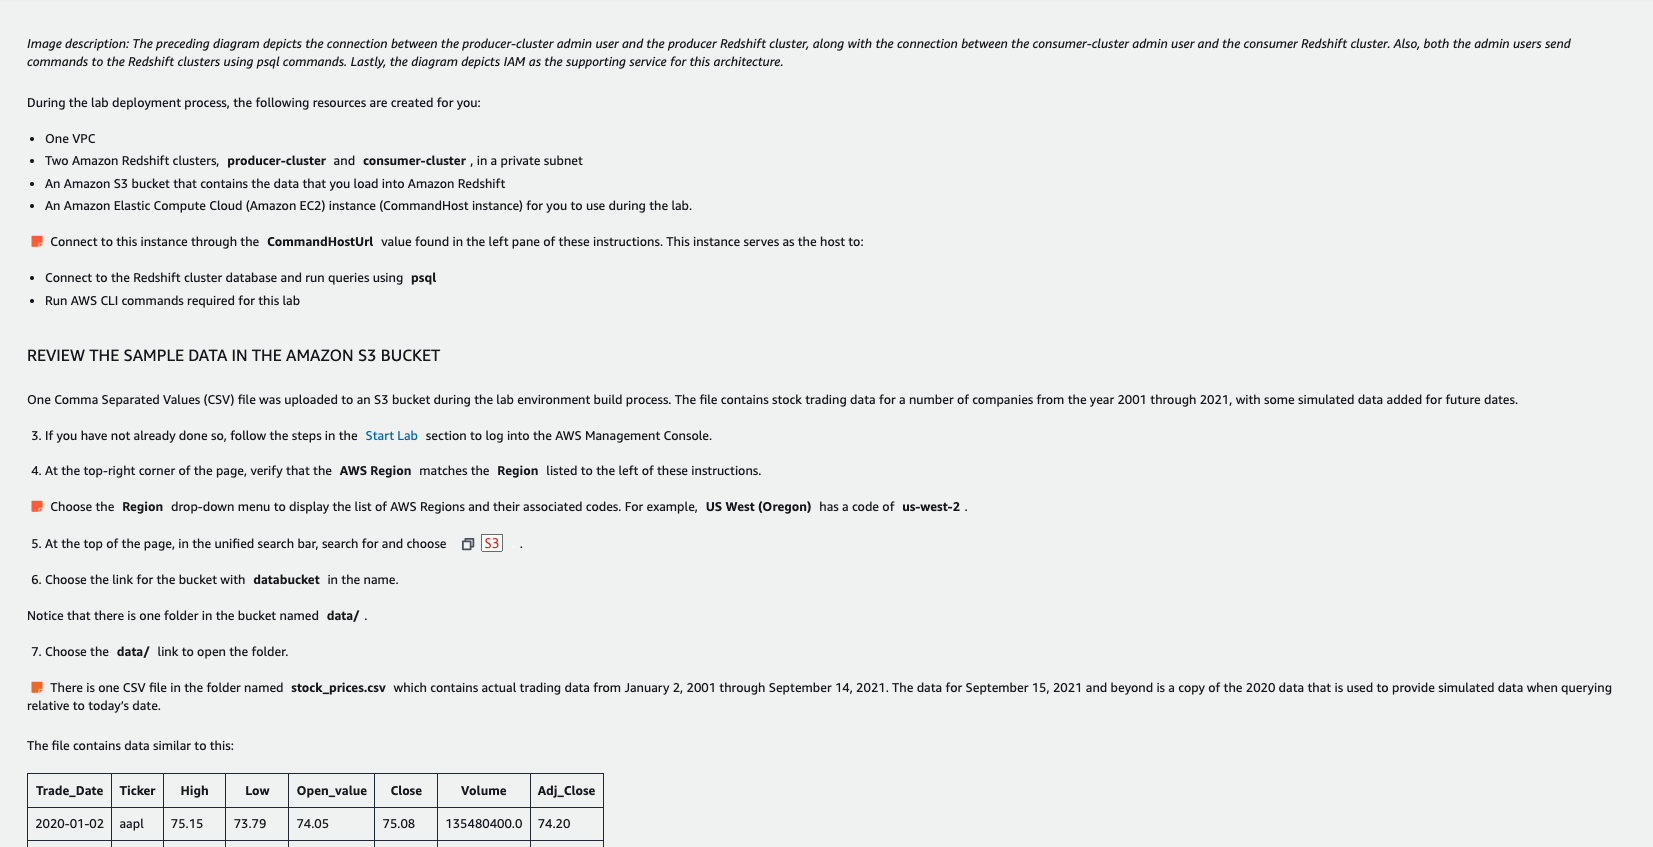 Image description: The preceding diagram depicts the connection between the producer-cluster admin user and the producer Redshift cluster, along with the connection between the consumer-cluster admin user and the consumer Redshift cluster. Also, both the admin users send
commands to the Redshift clusters using psql commands. Lastly, the diagram depicts IAM as the supporting service for this architecture.
During the lab deployment process, the following resources are created for you:
• One VPC
• Two Amazon Redshift clusters, producer-cluster and consumer-cluster , in a private subnet
• An Amazon S3 bucket that contains the data that you load into Amazon Redshift
• An Amazon Elastic Compute Cloud (Amazon EC2) instance (CommandHost instance) for you to use during the lab.
Connect to this instance through the CommandHostUrl value found in the left pane of these instructions. This instance serves as the host to:
• Connect to the Redshift cluster database and run queries using psql
• Run AWS CLI commands required for this lab
REVIEW THE SAMPLE DATA IN THE AMAZON S3 BUCKET
One Comma Separated Values (CSV) file was uploaded to an S3 bucket during the lab environment build process. The file contains stock trading data for a number of companies from the year 2001 through 2021, with some simulated data added for future dates.
3. If you have not already done so, follow the steps in the Start Lab section to log into the AWS Management Console.
4. At the top-right corner of the page, verify that the AWS Region matches the Region listed to the left of these instructions.
Choose the Region drop-down menu to display the list of AWS Regions and their associated codes. For example, US West (Oregon) has a code of us-west-2 .
5. At the top of the page, in the unified search bar, search for and choose S3 .
6. Choose the link for the bucket with databucket in the name.
Notice that there is one folder in the bucket named data/ .
7. Choose the data/ link to open the folder.
There is one CSV file in the folder named stock_prices.csv which contains actual trading data from January 2, 2001 through September 14, 2021. The data for September 15, 2021 and beyond is a copy of the 2020 data that is used to provide simulated data when querying
relative to today's date.
The file contains data similar to this:
Trade_Date Ticker High Low Open_value Close Volume Adj_Close
2020-01-02 aapl 75.15 73.79 74.05 75.08 135480400.0 74.20